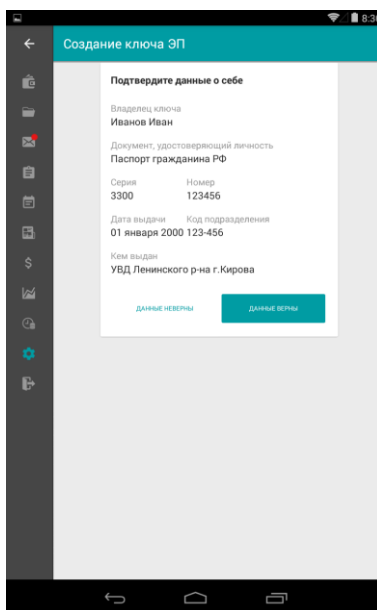 8:30
Создание ключа ЭП
Подтвердите данные о себе
Владелец ключа
Иванов Иван
Документ, удостоверяющий личность
Паспорт гражданина РФ
Серия Номер
3300 123456
Дата выдачи Код подразделения
01 января 2000 123-456
Кем выдан
УВД Ленинского р-на г.Кирова
ДАННЫЕ НЕВЕРНЫ ДАННЫЕ ВЕРНЫ